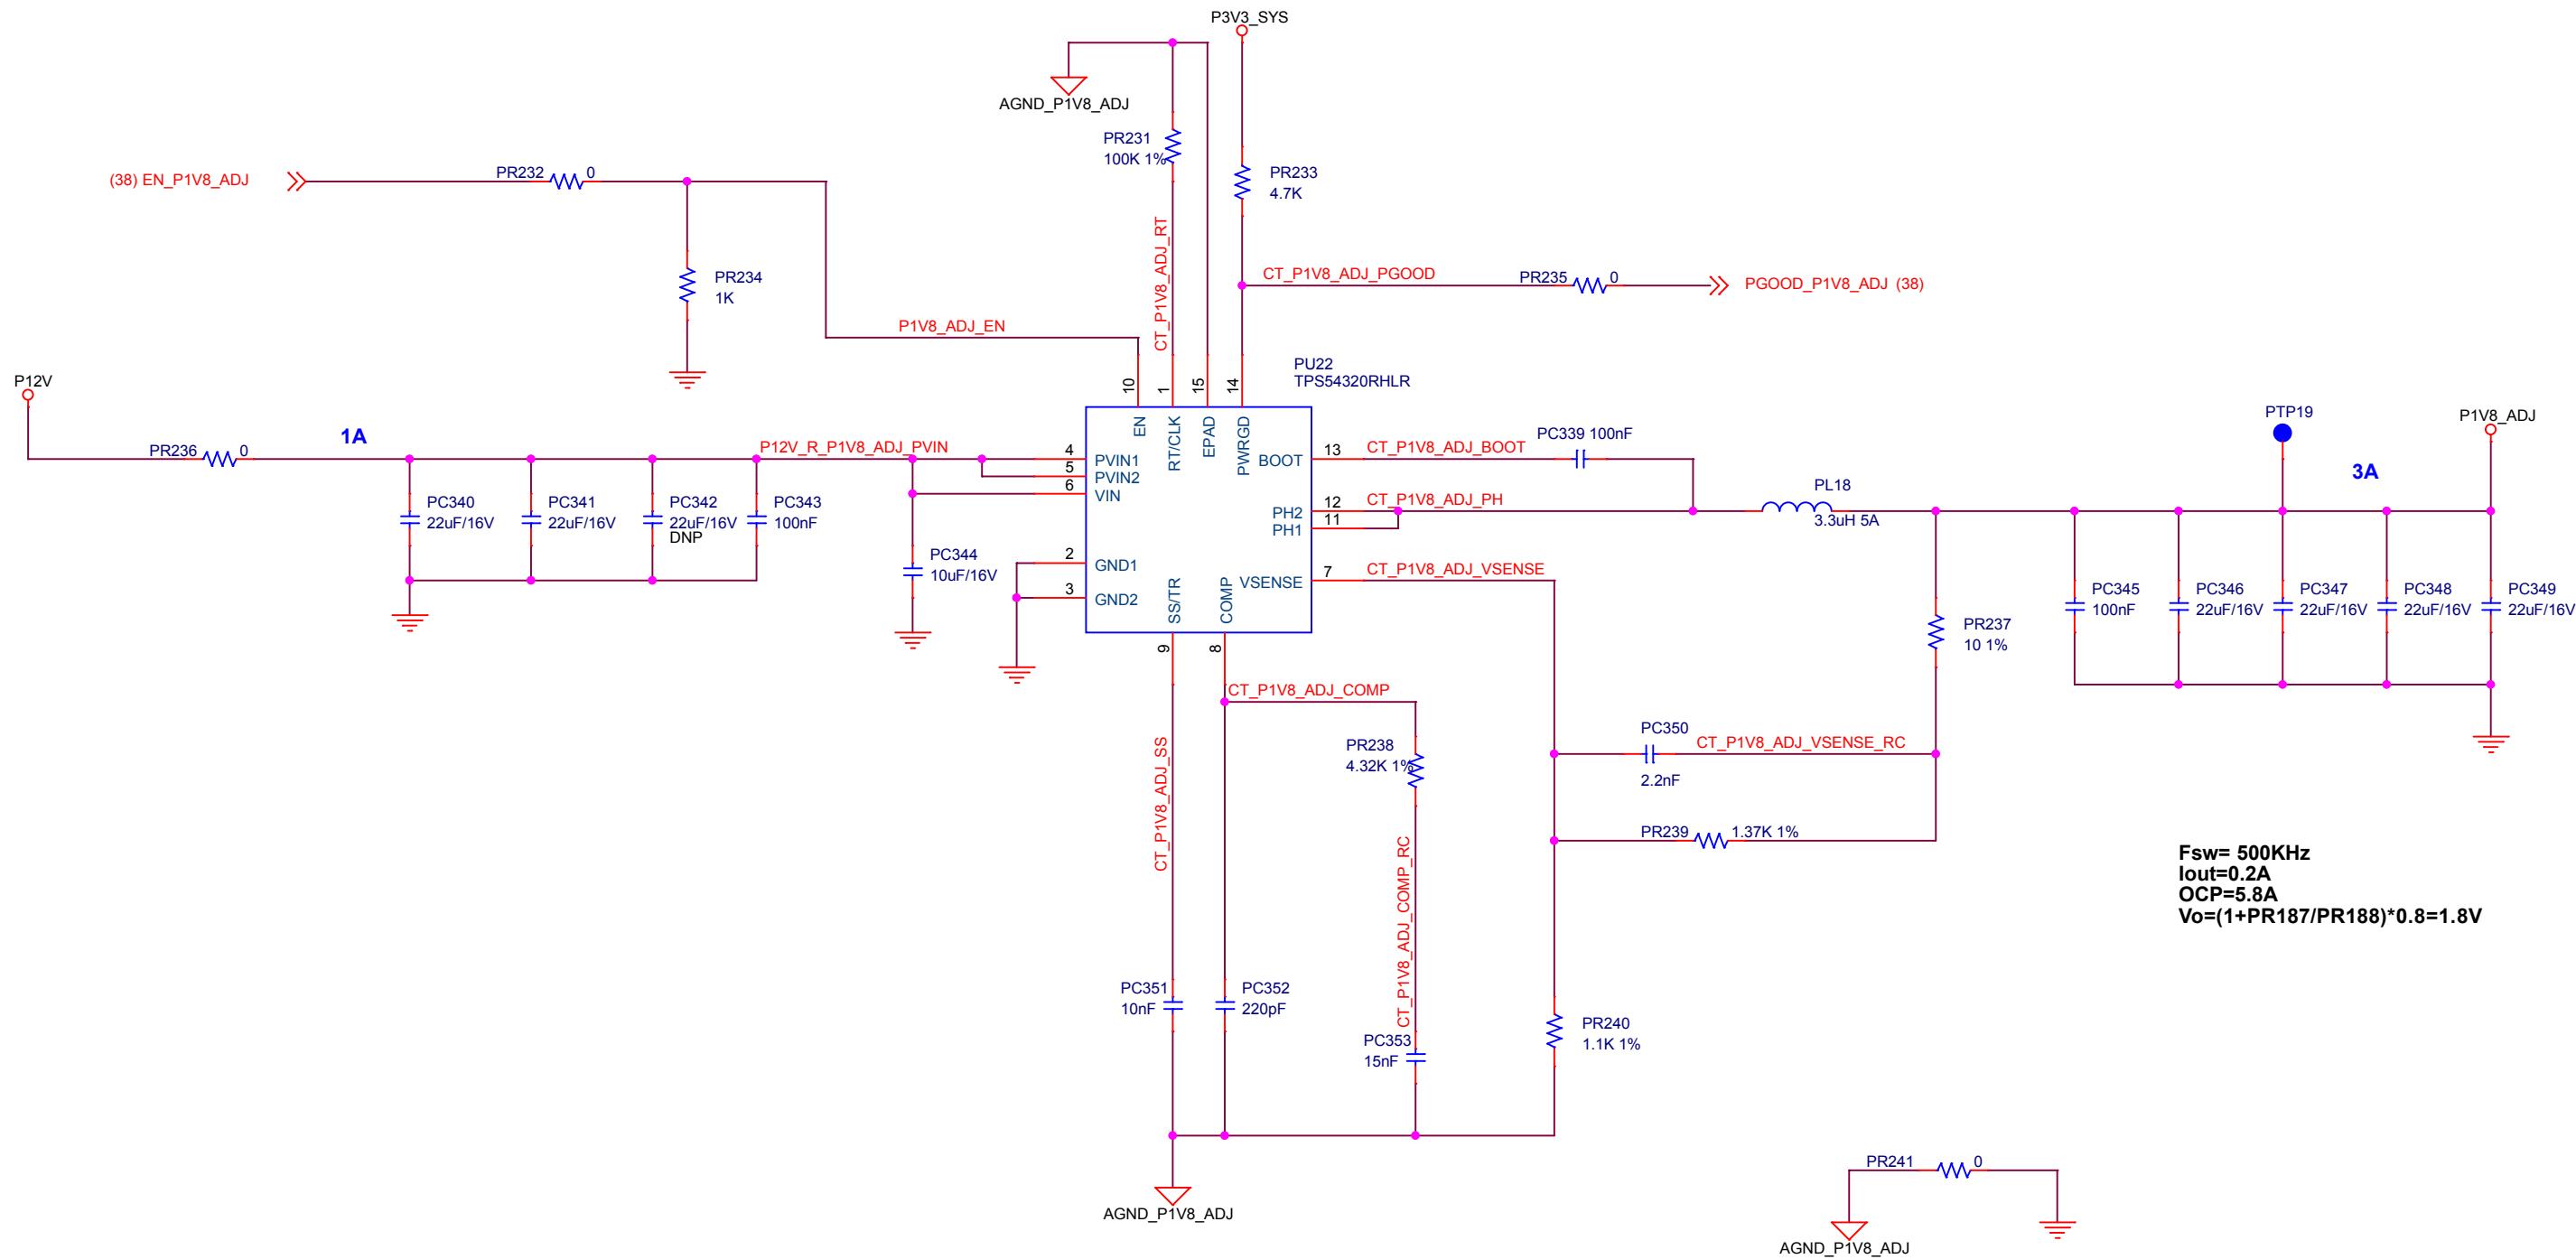 P3V3_SYS
AGND_P1V8_ADJ
PR231
100K 1%
(38) EN_P1V8_ADJ
PR232
0
PR233
4.7K
CT_P1V8_ADJ_RT
PR234
1K
CT_P1V8_ADJ_PGOOD
PR235
0
PGOOD_P1V8_ADJ (38)
P1V8_ADJ_EN
PU22
TPS54320RHLR
P12V
10
1
15
14
EN
RT/CLK
EPAD
PWRGD
PR236
0
1A
P12V_R_P1V8_ADJ_PVIN
4
PVIN1
5
PVIN2
6
VIN
2
GND1
3
GND2
BOOT
13
CT_P1V8_ADJ_BOOT
PC339 100nF
PH2
12
CT_P1V8_ADJ_PH
PH1
11
VSENSE
7
CT_P1V8_ADJ_VSENSE
SS/TR
COMP
9
8
PC340
22uF/16V
PC341
22uF/16V
PC342
22uF/16V
DNP
PC343
100nF
PC344
10uF/16V
PL18
3.3uH 5A
PTP19
P1V8_ADJ
3A
PC345
100nF
PC346
22uF/16V
PC347
22uF/16V
PC348
22uF/16V
PC349
22uF/16V
PR237
10 1%
CT_P1V8_ADJ_COMP
CT_P1V8_ADJ_SS
PR238
4.32K 1%
PC350
2.2nF
CT_P1V8_ADJ_VSENSE_RC
PR239
1.37K 1%
CT_P1V8_ADJ_COMP_RC
Fsw= 500KHz
Iout=0.2A
OCP=5.8A
Vo=(1+PR187/PR188)*0.8=1.8V
PC351
10nF
PC352
220pF
PC353
15nF
PR240
1.1K 1%
AGND_P1V8_ADJ
PR241
0
AGND_P1V8_ADJ